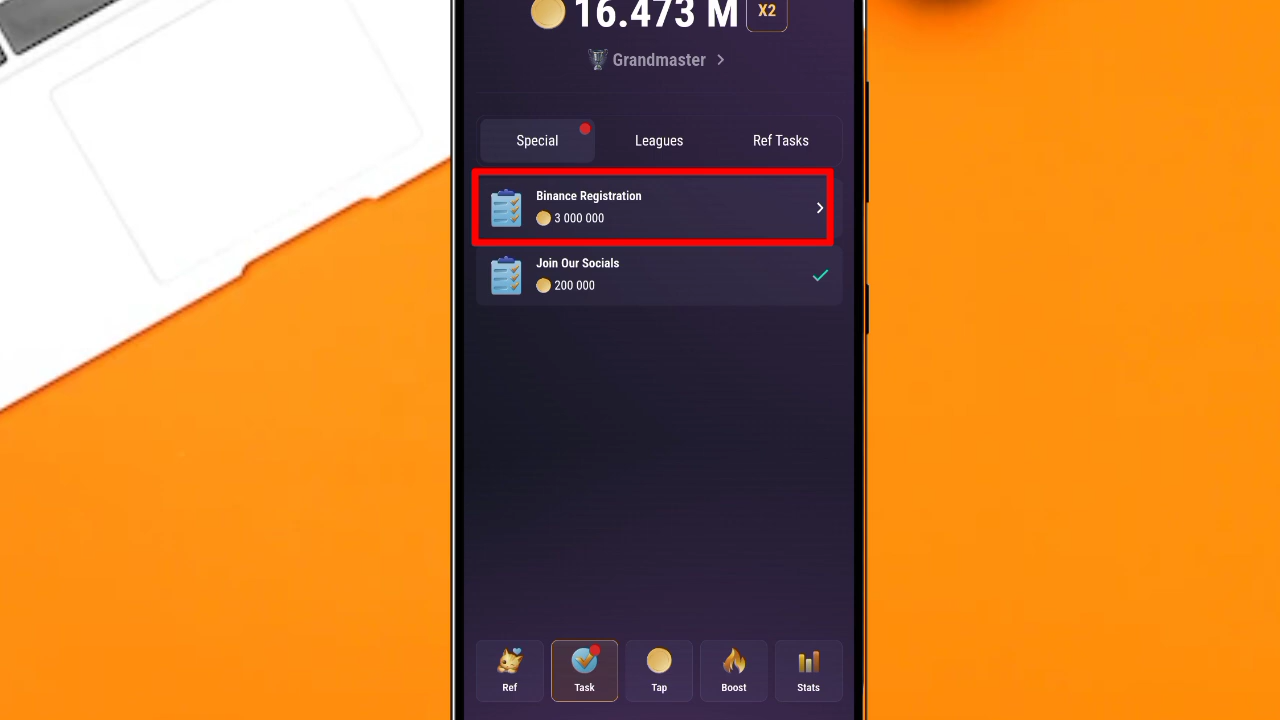 16.473 M X2
Grandmaster
Special Leagues Ref Tasks
Binance Registration
3 000 000
Join Our Socials
200 000
Ref Task Tap Boost Stats